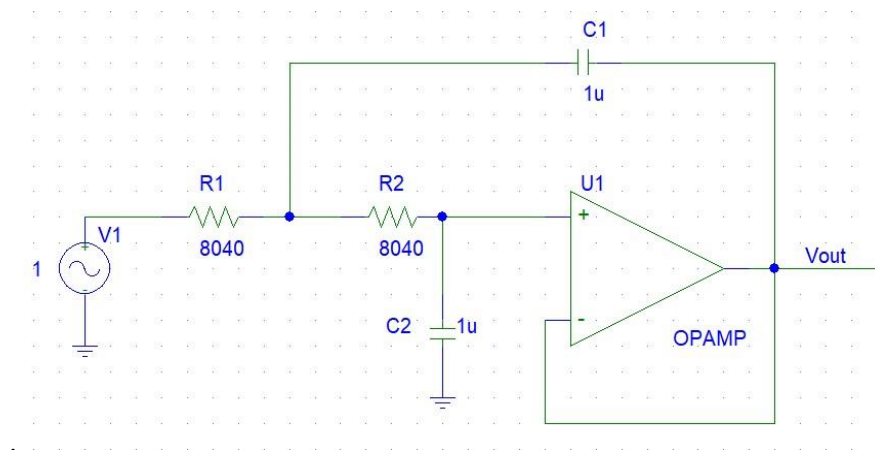 C1
1u
R1
R2
U1
+
V1
+
8040
8040
1
Vout
-
C2
1u
-
OPAMP